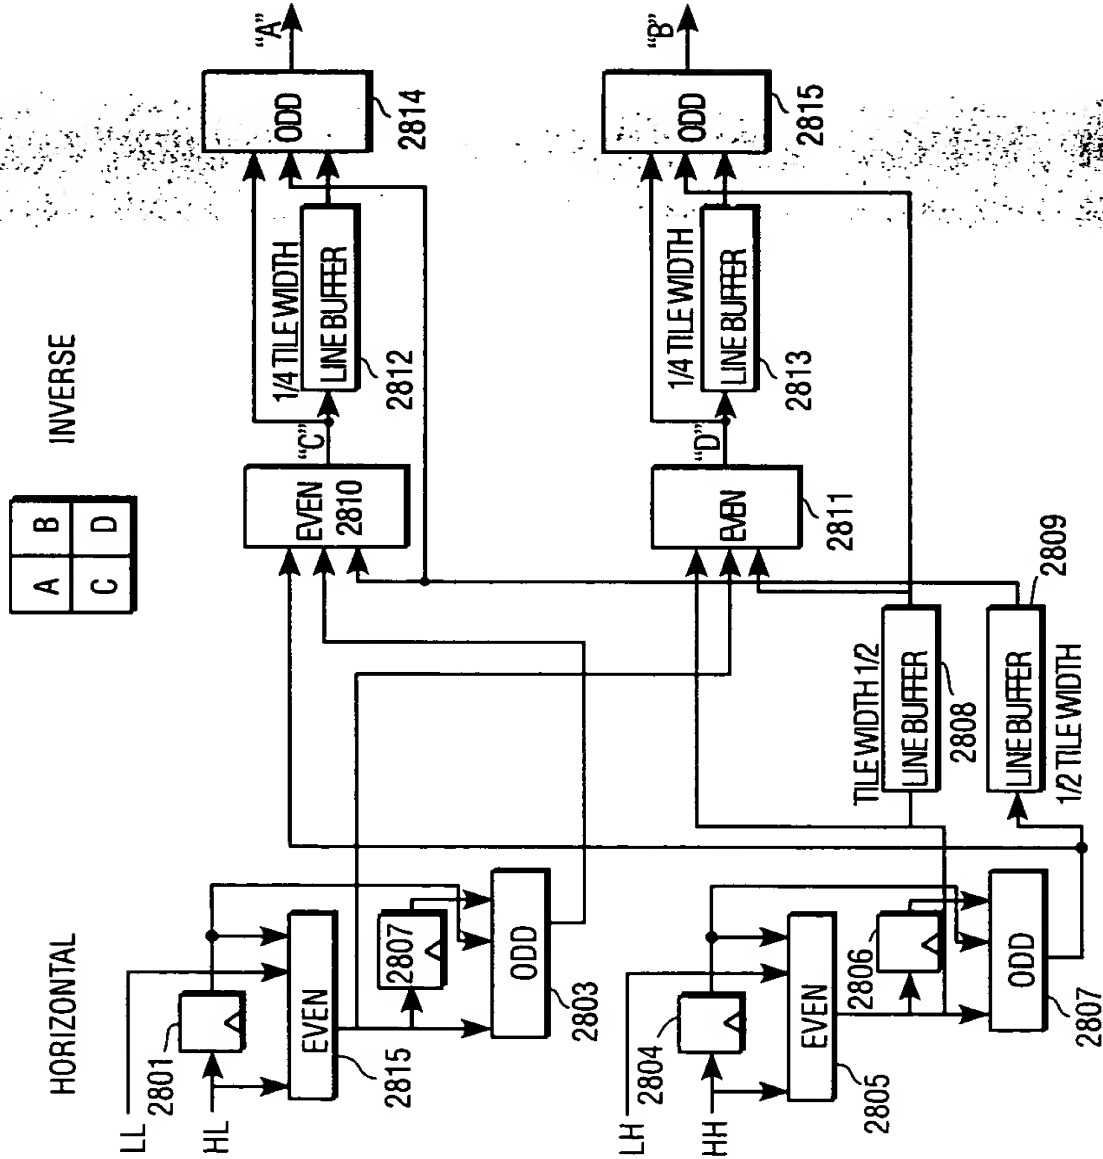 HORIZONTAL
INVERSE
A B
C D
LL
HL
2801
EVEN
2815
2807
ODD
2803
LH
HH
2804
EVEN
2805
2806
ODD
2807
EVEN
2810
"C"
1/4 TILE WIDTH
LINE BUFFER
2812
ODD
2814
"A"
EVEN
2811
"D"
1/4 TILE WIDTH
LINE BUFFER
2813
ODD
2815
"B"
TILE WIDTH 1/2
LINE BUFFER
2808
LINE BUFFER
2809
1/2 TILE WIDTH